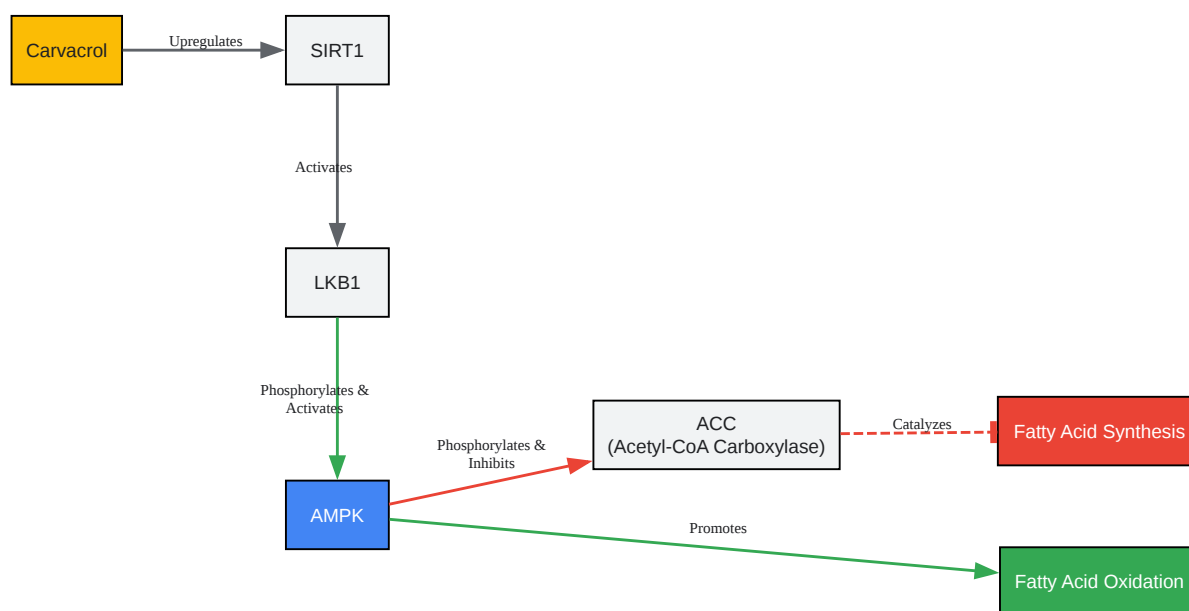 Carvacrol
Upregulates
SIRT1
Activates
LKB1
Phosphorylates &
Activates
AMPK
Phosphorylates &
Inhibits
ACC
(Acetyl-CoA Carboxylase)
Catalyzes
Fatty Acid Synthesis
Promotes
Fatty Acid Oxidation